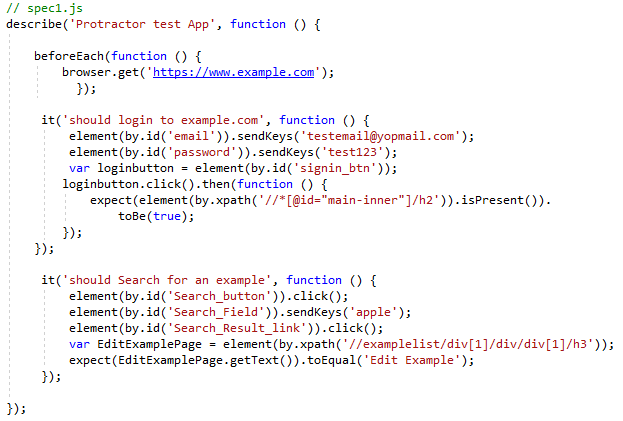 // spec1.js
describe('Protractor test App', function () {
beforeEach(function () {
browser.get('https://www.example.com');
});
it('should login to example.com', function () {
element(by.id('email')).sendKeys('testemail@yopmail.com');
element(by.id('password')).sendKeys('test123');
var loginbutton = element(by.id('signin_btn'));
loginbutton.click().then(function () {
expect(element(by.xpath('//*[@id="main-inner"]/h2')).isPresent()).
toBe(true);
});
});
it('should Search for an example', function () {
element(by.id('Search_button')).click();
element(by.id('Search_Field')).sendKeys('apple');
element(by.id('Search_Result_link')).click();
var EditExamplePage = element(by.xpath('//examplelist/div[1]/div/div[1]/h3'));
expect(EditExamplePage.getText()).toEqual('Edit Example');
});
});